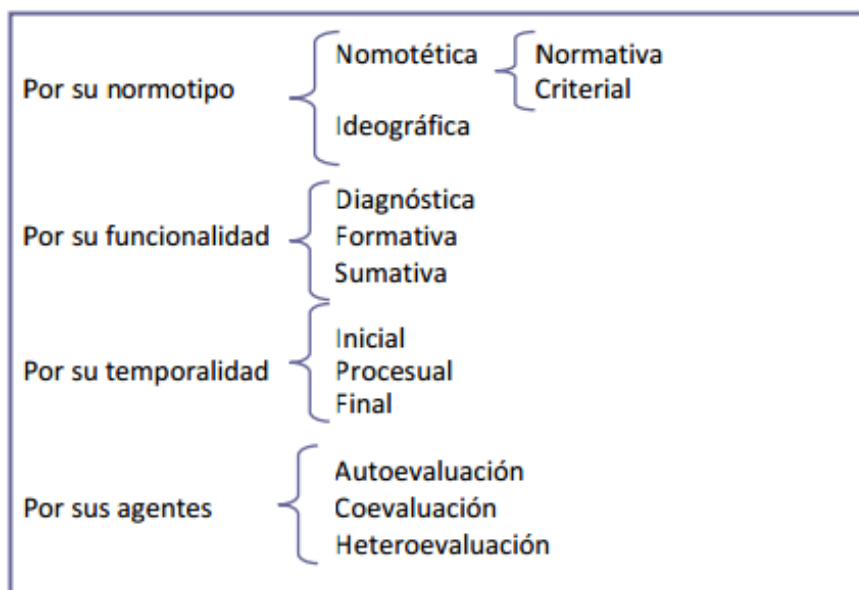 Nomotética
Normativa
Por su normotipo
Criterial
Ideográfica
Diagnóstica
Por su funcionalidad
Formativa
Sumativa
Inicial
Por su temporalidad
Procesual
Final
Autoevaluación
Por sus agentes
Coevaluación
Heteroevaluación